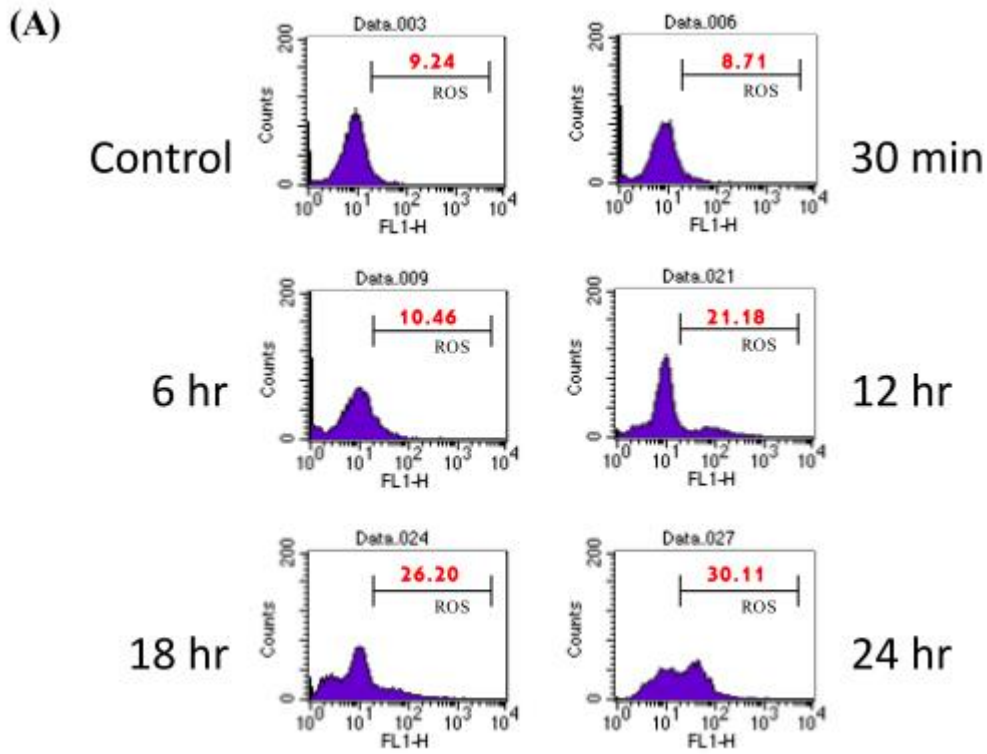 (A)
Control
Data.003
200
Counts
0
9.24
ROS
10^0 10^1 10^2 10^3 10^4
FL1-H
Data.006
200
Counts
0
8.71
ROS
10^0 10^1 10^2 10^3 10^4
FL1-H
30 min
6 hr
Data.009
200
Counts
0
10.46
ROS
10^0 10^1 10^2 10^3 10^4
FL1-H
Data.021
200
Counts
0
21.18
ROS
10^0 10^1 10^2 10^3 10^4
FL1-H
12 hr
18 hr
Data.024
200
Counts
0
26.20
ROS
10^0 10^1 10^2 10^3 10^4
FL1-H
Data.027
200
Counts
0
30.11
ROS
10^0 10^1 10^2 10^3 10^4
FL1-H
24 hr